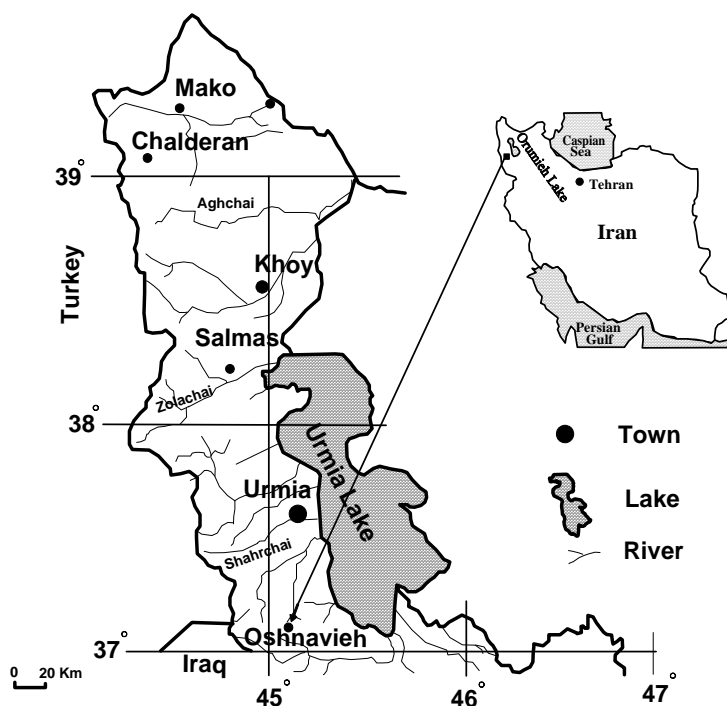 Mako
Chalderan
39°
Aghchai
Turkey
Khoy
Salmas
Zolachai
38°
Urmia Lake
Urmia
Shahrchai
Oshnavieh
37°
Iraq
0 20 Km
45°
46°
47°
Caspian
Sea
Orumieh Lake
Tehran
Iran
Persian
Gulf
Town
Lake
River